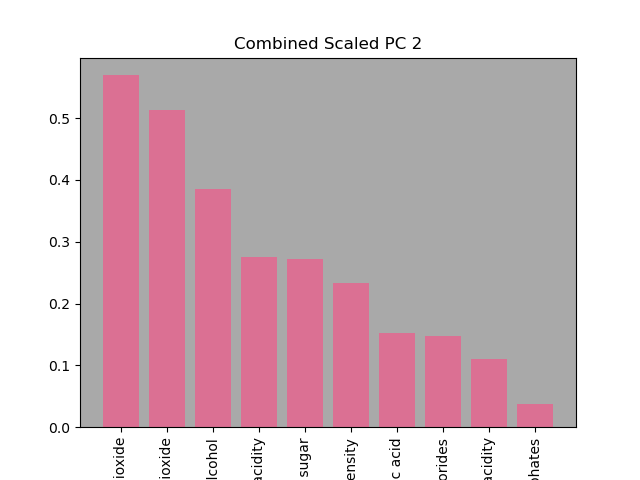 Combined Scaled PC 2
0.5
0.4
0.3
0.2
0.1
0.0
ioxide
ioxide
lcohol
acidity
sugar
ensity
c acid
orides
acidity
phates